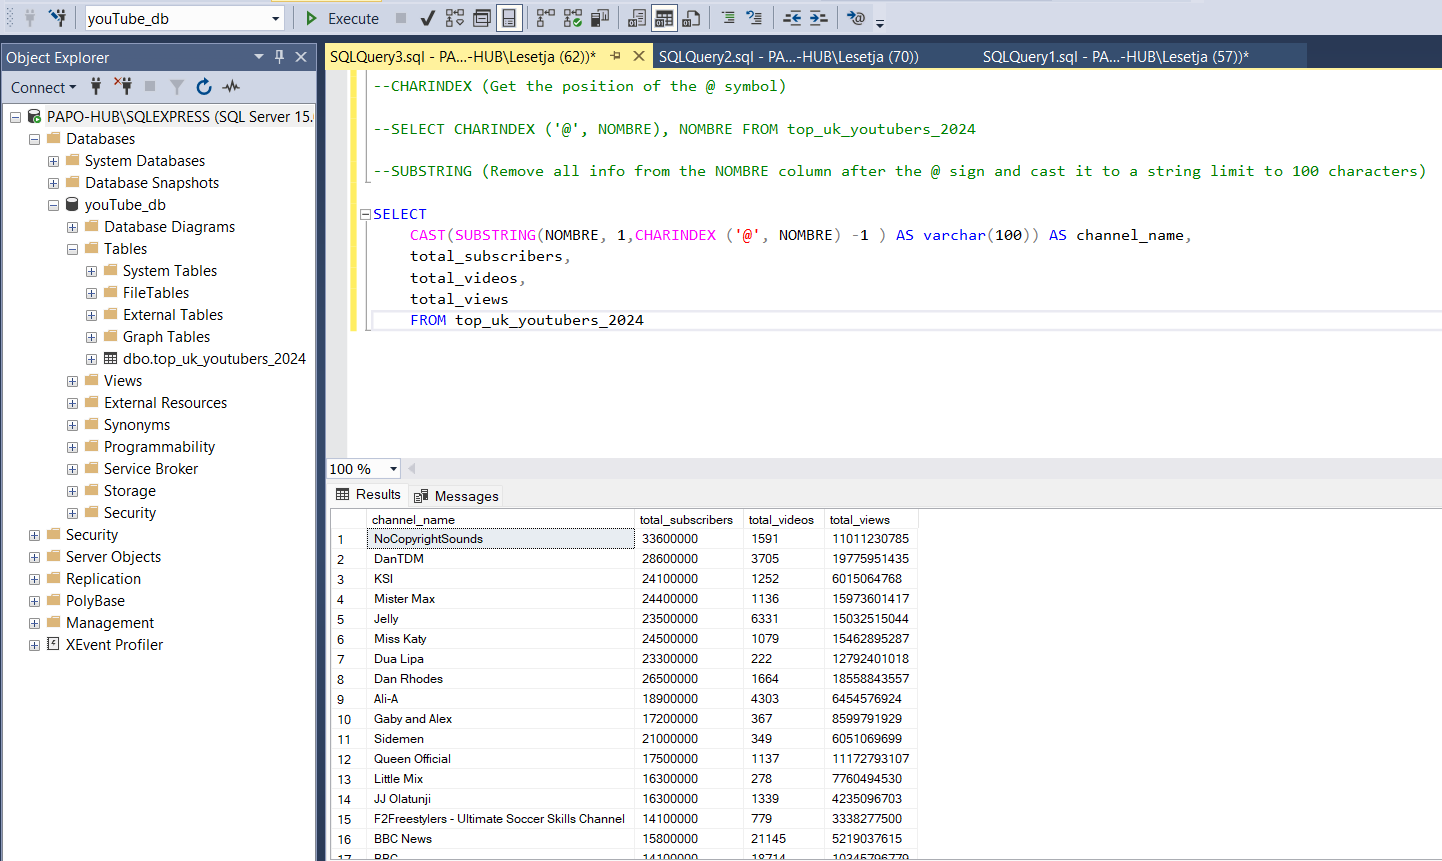 youTube_db
Execute
Object Explorer
Connect
PAPO-HUB\SQLEXPRESS (SQL Server 15.
Databases
System Databases
Database Snapshots
youTube_db
Database Diagrams
Tables
System Tables
FileTables
External Tables
Graph Tables
dbo.top_uk_youtubers_2024
Views
External Resources
Synonyms
Programmability
Service Broker
Storage
Security
Security
Server Objects
Replication
PolyBase
Management
XEvent Profiler
SQLQuery3.sql - PA...-HUB\Lesetja (62))* SQLQuery2.sql - PA...-HUB\Lesetja (70)) SQLQuery1.sql - PA...-HUB\Lesetja (57))*
--CHARINDEX (Get the position of the @ symbol)
--SELECT CHARINDEX ('@', NOMBRE), NOMBRE FROM top_uk_youtubers_2024
--SUBSTRING (Remove all info from the NOMBRE column after the @ sign and cast it to a string limit to 100 characters)
SELECT
CAST(SUBSTRING(NOMBRE, 1,CHARINDEX ('@', NOMBRE) -1 ) AS varchar(100)) AS channel_name,
total_subscribers,
total_videos,
total_views
FROM top_uk_youtubers_2024
100 %
Results Messages
channel_name total_subscribers total_videos total_views
1 NoCopyrightSounds 33600000 1591 11011230785
2 DanTDM 28600000 3705 19775951435
3 KSI 24100000 1252 6015064768
4 Mister Max 24400000 1136 15973601417
5 Jelly 23500000 6331 15032515044
6 Miss Katy 24500000 1079 15462895287
7 Dua Lipa 23300000 222 12792401018
8 Dan Rhodes 26500000 1664 18558843557
9 Ali-A 18900000 4303 6454576924
10 Gaby and Alex 17200000 367 8599791929
11 Sidemen 21000000 349 6051069699
12 Queen Official 17500000 1137 11172793107
13 Little Mix 16300000 278 7760494530
14 JJ Olatunji 16300000 1339 4235096703
15 F2Freestylers - Ultimate Soccer Skills Channel 14100000 779 3338277500
16 BBC News 15800000 21145 5219037615
17 BBC 14100000 18714 10345796779